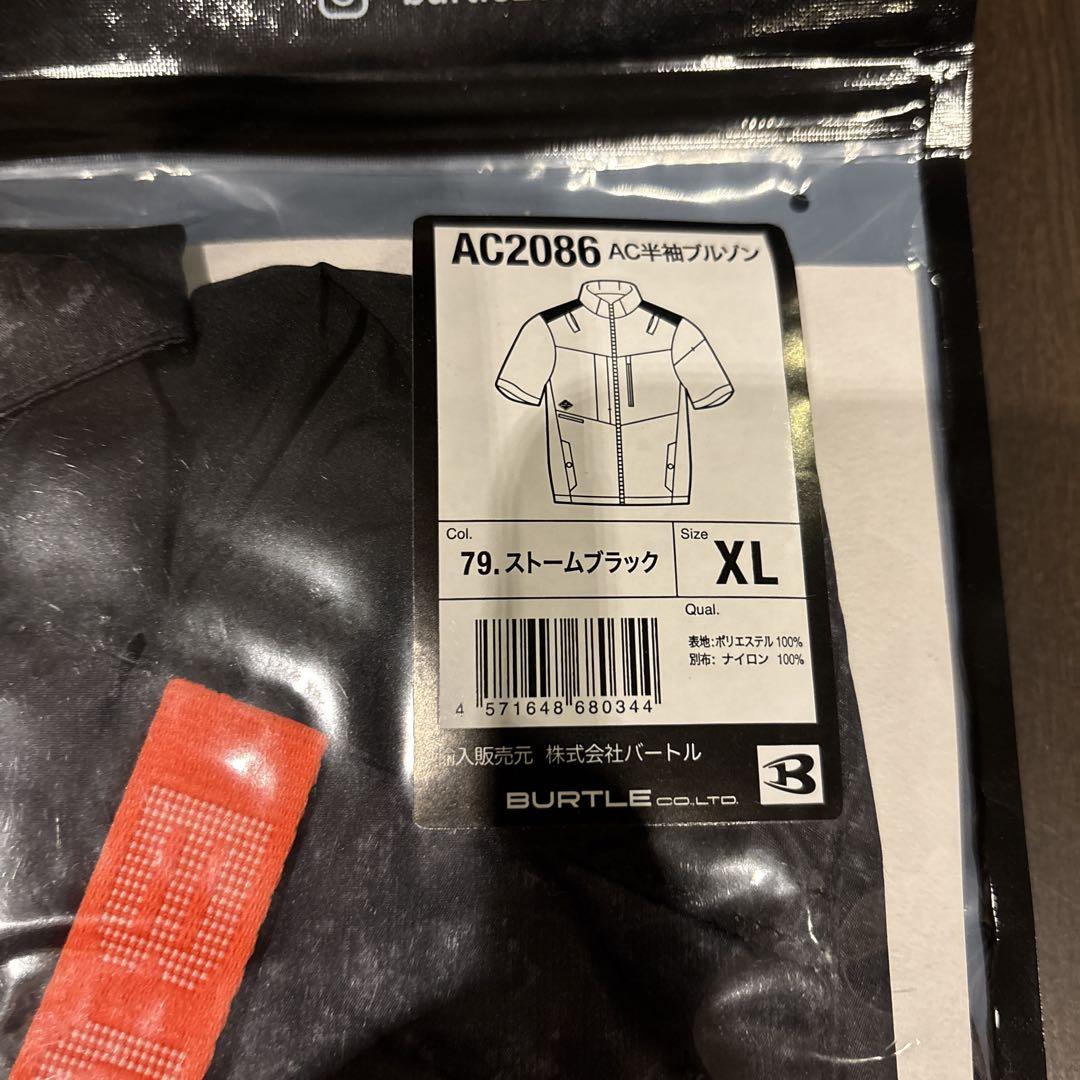 AC2086 AC半袖ブルゾン
Col.
79.ストームブラック
Size
XL
Qual.
表地:ポリエステル 100%
別布: ナイロン 100%
4 571648 680344
入販売元 株式会社バートル
BURTLE CO.,LTD.